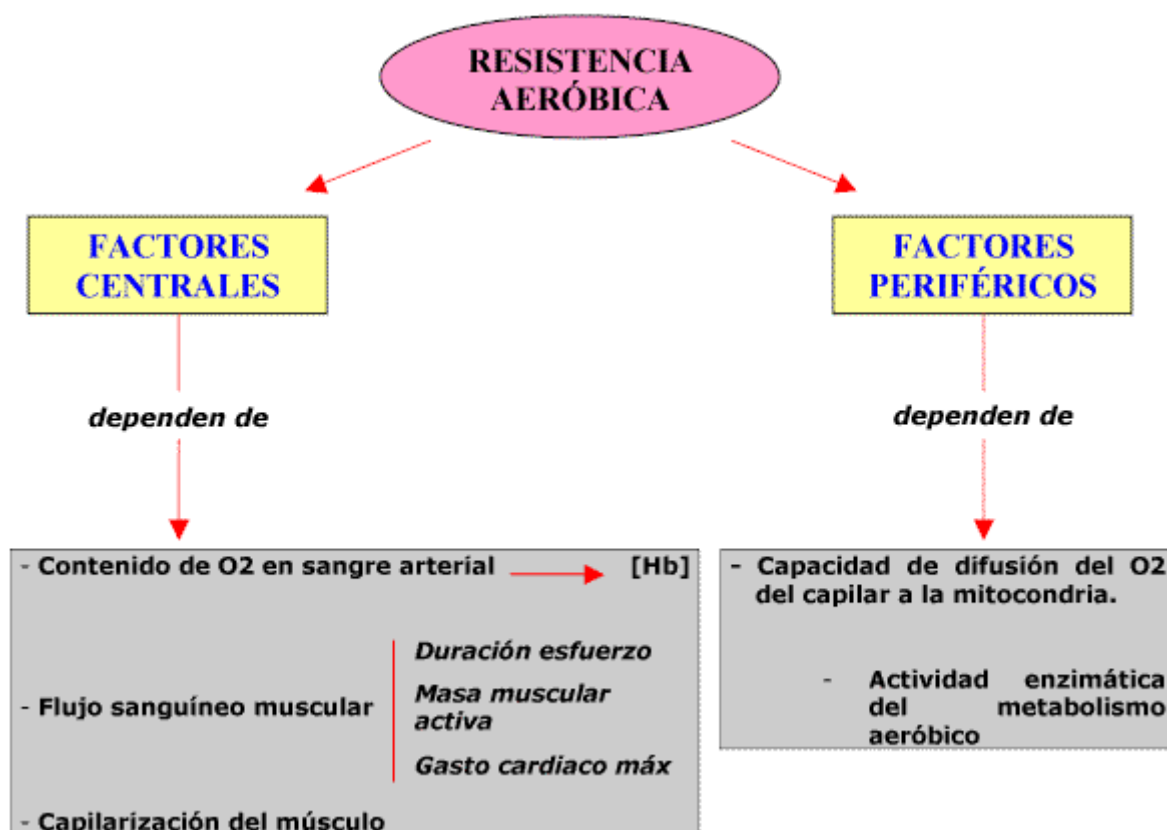 RESISTENCIA
AERÓBICA
FACTORES
CENTRALES
FACTORES
PERIFÉRICOS
dependen de
dependen de
- Contenido de O2 en sangre arterial [Hb]
- Flujo sanguíneo muscular
Duración esfuerzo
Masa muscular
activa
Gasto cardiaco máx
- Capilarización del músculo
- Capacidad de difusión del O2
del capilar a la mitocondria.
- Actividad enzimática
del metabolismo
aeróbico